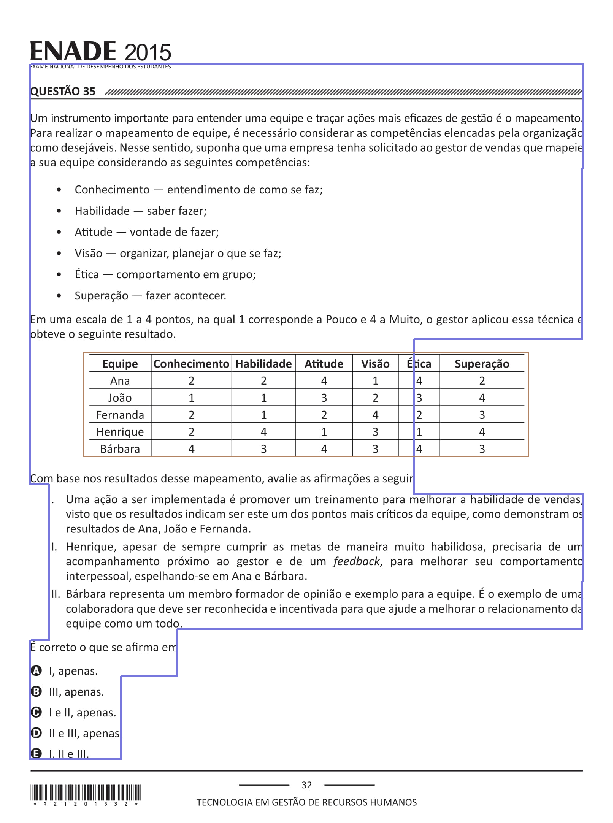 ENADE 2015
EXAME NACIONAL DE DESEMPENHO DOS ESTUDANTES
QUESTÃO 35
Um instrumento importante para entender uma equipe e traçar ações mais eficazes de gestão é o mapeamento.
Para realizar o mapeamento de equipe, é necessário considerar as competências elencadas pela organização
como desejáveis. Nesse sentido, suponha que uma empresa tenha solicitado ao gestor de vendas que mapeie
a sua equipe considerando as seguintes competências:
• Conhecimento — entendimento de como se faz;
• Habilidade — saber fazer;
• Atitude — vontade de fazer;
• Visão — organizar, planejar o que se faz;
• Ética — comportamento em grupo;
• Superação — fazer acontecer.
Em uma escala de 1 a 4 pontos, na qual 1 corresponde a Pouco e 4 a Muito, o gestor aplicou essa técnica e
obteve o seguinte resultado.
Equipe Conhecimento Habilidade Atitude Visão Ética Superação
Ana 2 2 4 1 4 2
João 1 1 3 2 3 4
Fernanda 2 1 2 4 2 3
Henrique 2 4 1 3 1 4
Bárbara 4 3 4 3 4 3
Com base nos resultados desse mapeamento, avalie as afirmações a seguir
I. Uma ação a ser implementada é promover um treinamento para melhorar a habilidade de vendas,
visto que os resultados indicam ser este um dos pontos mais críticos da equipe, como demonstram os
resultados de Ana, João e Fernanda.
II. Henrique, apesar de sempre cumprir as metas de maneira muito habilidosa, precisaria de um
acompanhamento próximo ao gestor e de um feedback, para melhorar seu comportamento
interpessoal, espelhando-se em Ana e Bárbara.
III. Bárbara representa um membro formador de opinião e exemplo para a equipe. É o exemplo de uma
colaboradora que deve ser reconhecida e incentivada para que ajude a melhorar o relacionamento da
equipe como um todo.
É correto o que se afirma em
A I, apenas.
B III, apenas.
C I e II, apenas.
D II e III, apenas
E I, II e III.
32
TECNOLOGIA EM GESTÃO DE RECURSOS HUMANOS